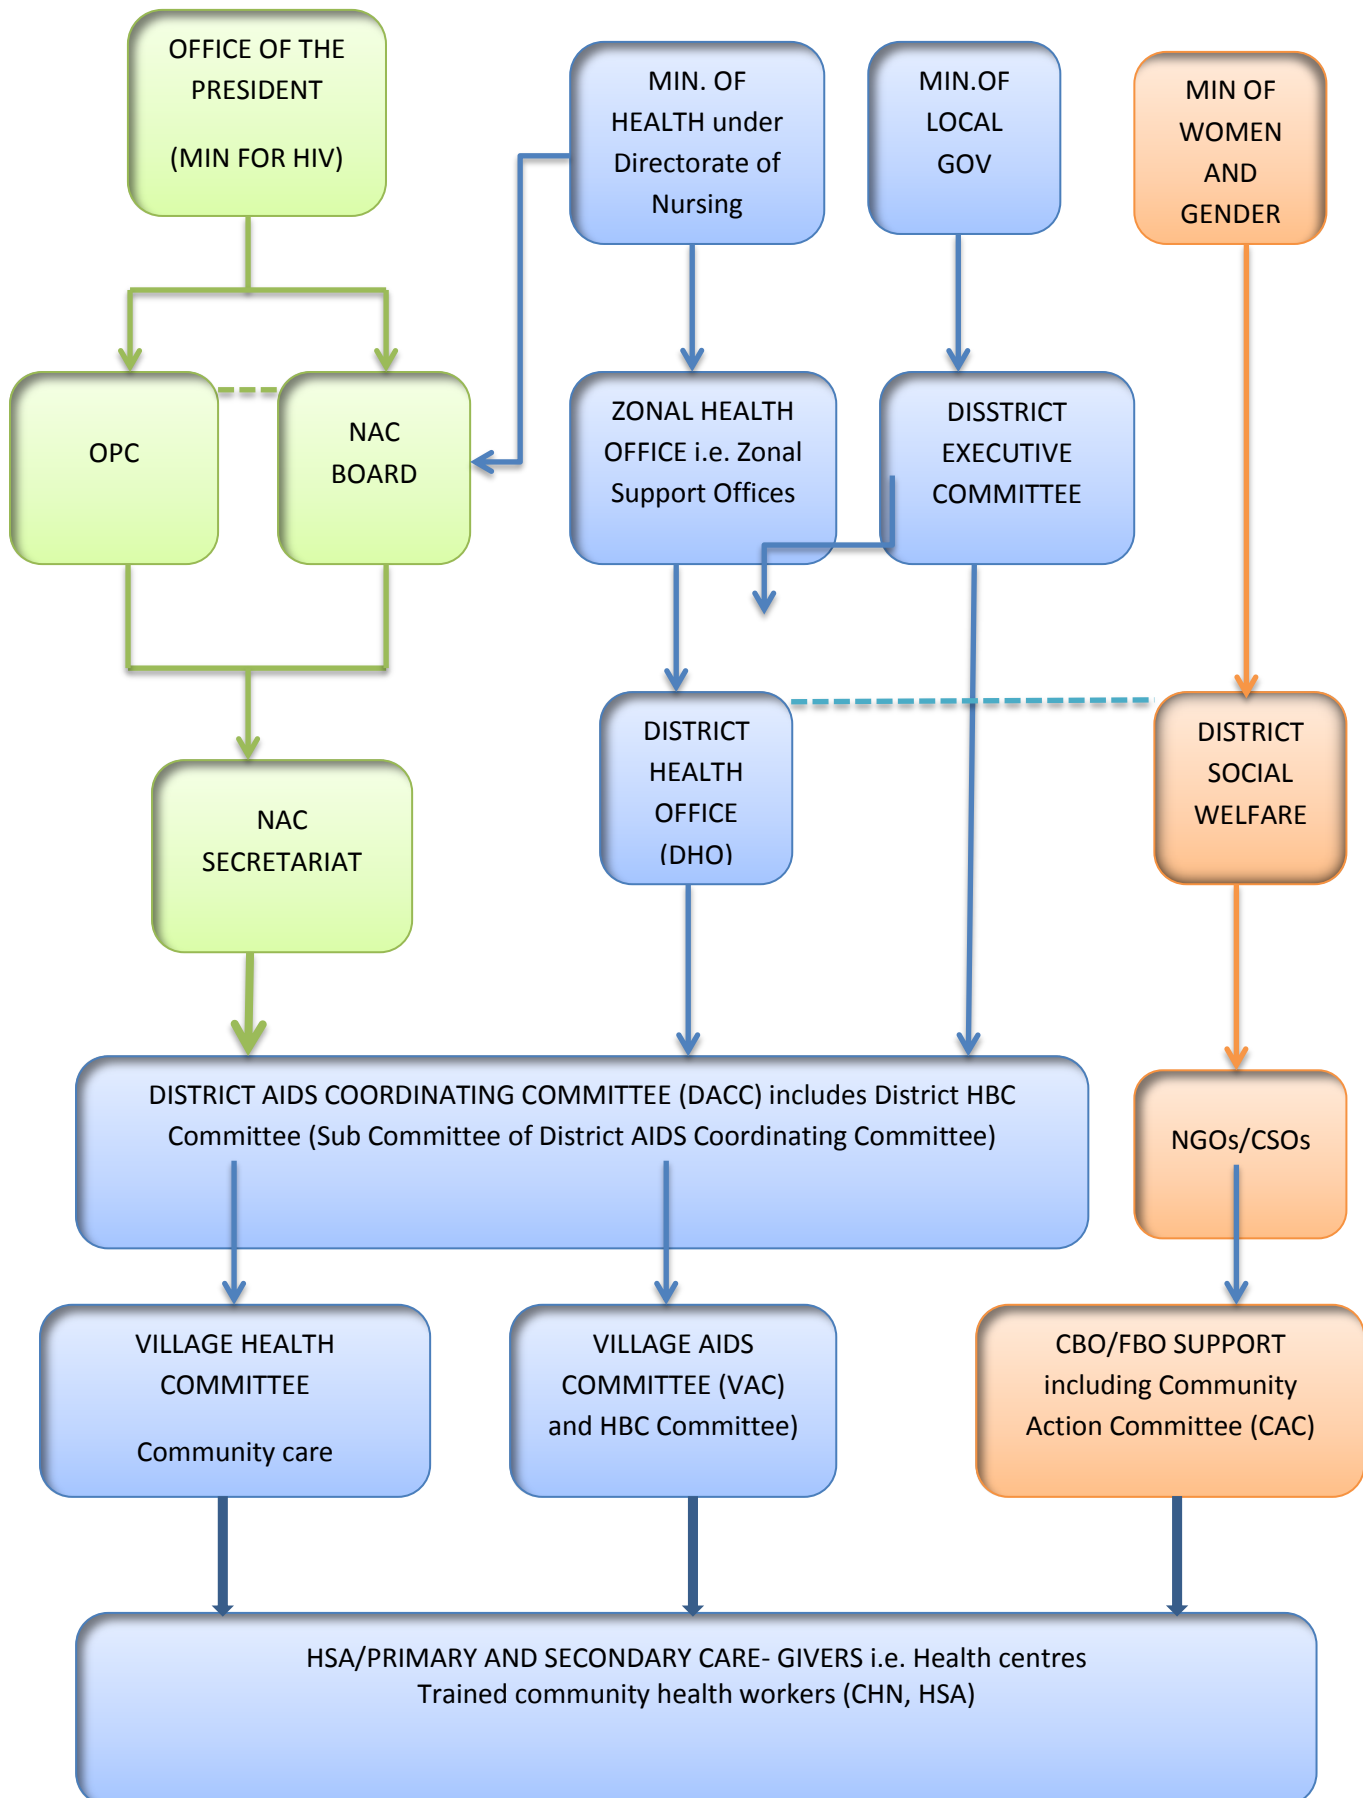 OFFICE OF THE
PRESIDENT
(MIN FOR HIV)
MIN. OF
HEALTH under
Directorate of
Nursing
MIN.OF
LOCAL
GOV
MIN OF
WOMEN
AND
GENDER
OPC
NAC
BOARD
ZONAL HEALTH
OFFICE i.e. Zonal
Support Offices
DISSTRICT
EXECUTIVE
COMMITTEE
NAC
SECRETARIAT
DISTRICT
HEALTH
OFFICE
(DHO)
DISTRICT
SOCIAL
WELFARE
DISTRICT AIDS COORDINATING COMMITTEE (DACC) includes District HBC
Committee (Sub Committee of District AIDS Coordinating Committee)
NGOs/CSOs
VILLAGE HEALTH
COMMITTEE
Community care
VILLAGE AIDS
COMMITTEE (VAC)
and HBC Committee)
CBO/FBO SUPPORT
including Community
Action Committee (CAC)
HSA/PRIMARY AND SECONDARY CARE- GIVERS i.e. Health centres
Trained community health workers (CHN, HSA)